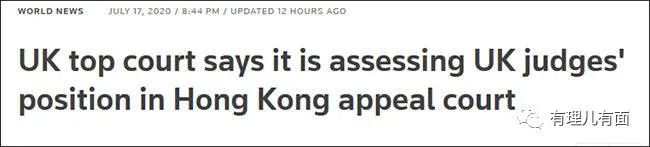 WORLD NEWS JULY 17, 2020 / 8:44 PM / UPDATED 12 HOURS AGO
UK top court says it is assessing UK judges'
position in Hong Kong appeal court
有理儿有面